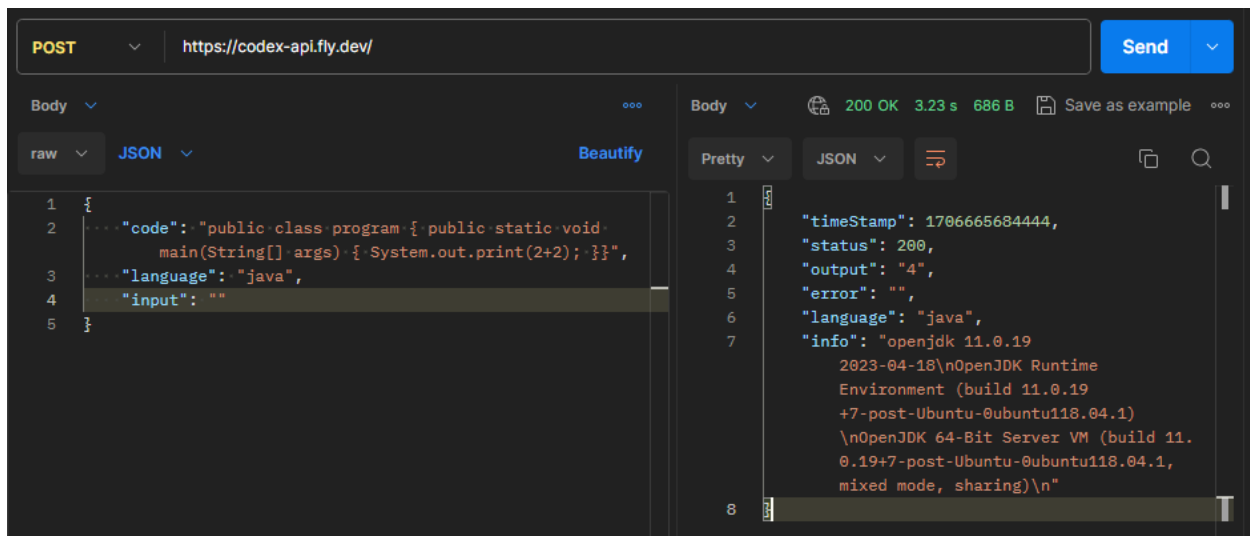 POST https://codex-api.fly.dev/ Send
Body
raw JSON Beautify
1 {
2 "code": "public class program { public static void
main(String[] args) { System.out.print(2+2); }}",
3 "language": "java",
4 "input": ""
5 }
Body 200 OK 3.23 s 686 B Save as example
Pretty JSON
1 {
2 "timeStamp": 1706665684444,
3 "status": 200,
4 "output": "4",
5 "error": "",
6 "language": "java",
7 "info": "openjdk 11.0.19
2023-04-18\nOpenJDK Runtime
Environment (build 11.0.19
+7-post-Ubuntu-0ubuntu118.04.1)
\nOpenJDK 64-Bit Server VM (build 11.
0.19+7-post-Ubuntu-0ubuntu118.04.1,
mixed mode, sharing)\n"
8 }